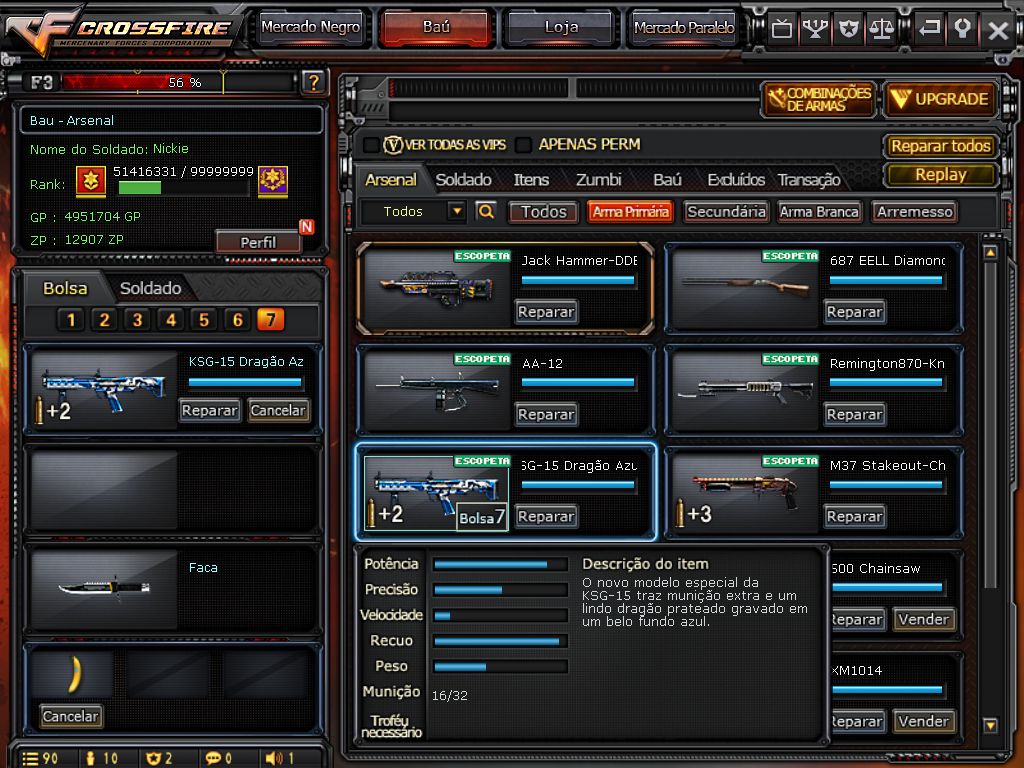 CROSSFIRE
MERCENARY FORCES CORPORATION
Mercado Negro
Baú
Loja
Mercado Paralelo
F3
56 %
?
Bau - Arsenal
Nome do Soldado: Nickie
Rank:
51416331 / 99999999
GP : 4951704 GP
ZP : 12907 ZP
N
Perfil
Bolsa
Soldado
1 2 3 4 5 6 7
KSG-15 Dragão Az
+2
Reparar
Cancelar
Faca
Cancelar
90
10
2
0
1
COMBINAÇÕES
DE ARMAS
UPGRADE
V VER TODAS AS VIPS
APENAS PERM
Reparar todos
Replay
Arsenal
Soldado
Itens
Zumbi
Baú
Excluídos
Transação
Todos
Todos
Arma Primária
Secundária
Arma Branca
Arremesso
ESCOPETA
Jack Hammer-DDE
Reparar
ESCOPETA
687 EELL Diamond
Reparar
ESCOPETA
AA-12
Reparar
ESCOPETA
Remington870-Kn
Reparar
ESCOPETA
SG-15 Dragão Azu
+2
Bolsa7
Reparar
ESCOPETA
M37 Stakeout-Ch
+3
Reparar
Potência
Precisão
Velocidade
Recuo
Peso
Munição
16/32
Troféu
necessário
Descrição do item
O novo modelo especial da
KSG-15 traz munição extra e um
lindo dragão prateado gravado em
um belo fundo azul.
500 Chainsaw
Reparar
Vender
XM1014
Reparar
Vender